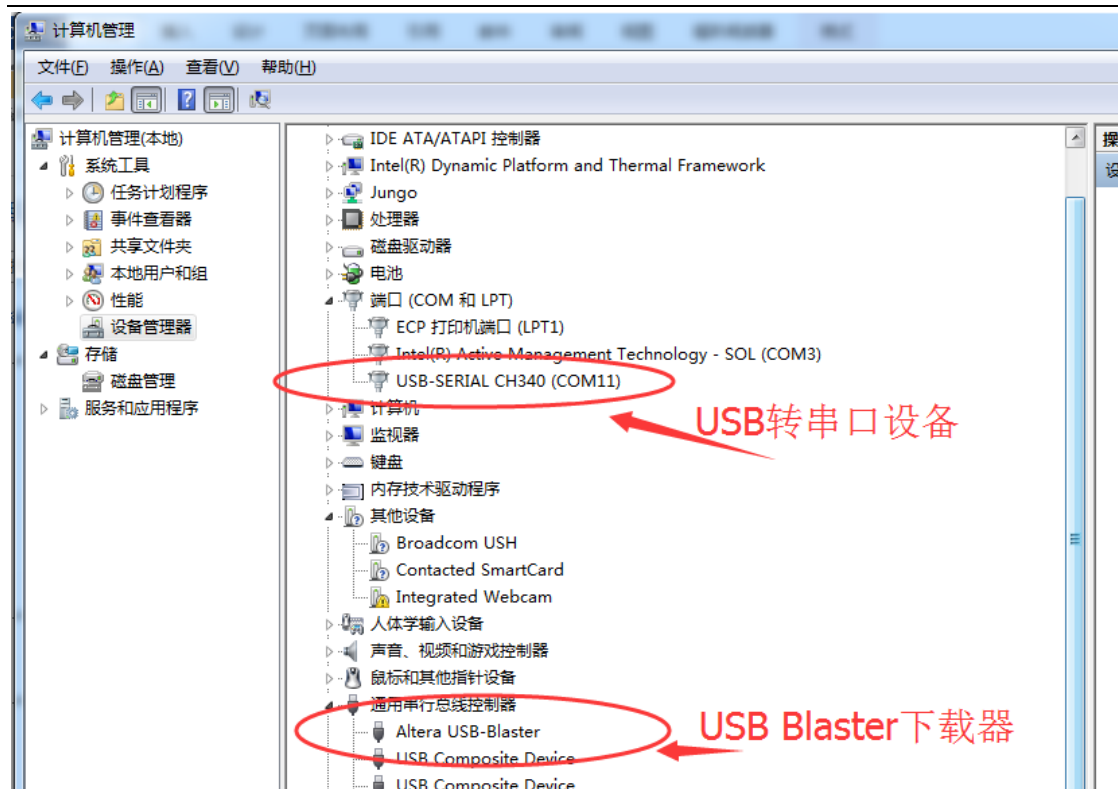 计算机管理
文件(F) 操作(A) 查看(V) 帮助(H)
计算机管理(本地)
系统工具
任务计划程序
事件查看器
共享文件夹
本地用户和组
性能
设备管理器
存储
磁盘管理
服务和应用程序
IDE ATA/ATAPI 控制器
Intel(R) Dynamic Platform and Thermal Framework
Jungo
处理器
磁盘驱动器
电池
端口 (COM 和 LPT)
ECP 打印机端口 (LPT1)
Intel(R) Active Management Technology - SOL (COM3)
USB-SERIAL CH340 (COM11)
计算机
监视器
键盘
内存技术驱动程序
其他设备
Broadcom USH
Contacted SmartCard
Integrated Webcam
人体学输入设备
声音、视频和游戏控制器
鼠标和其他指针设备
通用串行总线控制器
Altera USB-Blaster
USB Composite Device
USB Composite Device
USB转串口设备
USB Blaster下载器
操
设